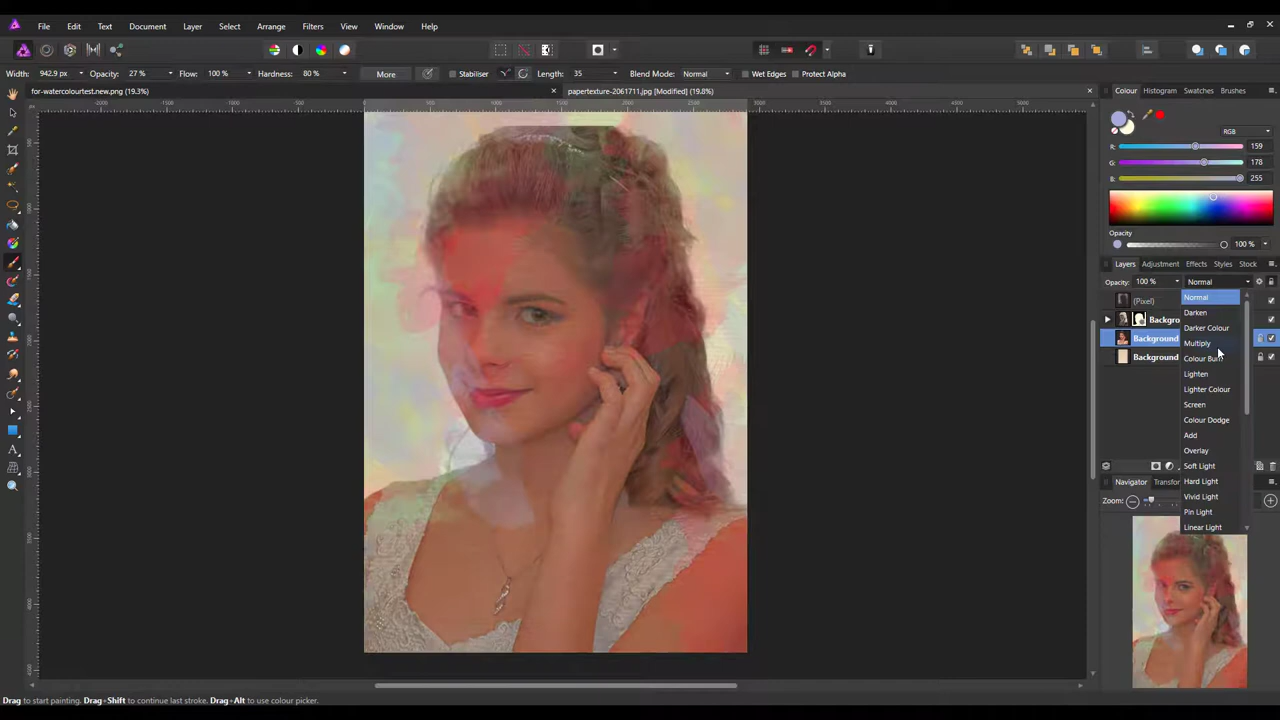 File Edit Text Document Layer Select Arrange Filters View Window Help
Width: 942.9 px Opacity: 27 % Flow: 100 % Hardness: 80 % More Stabiliser Length: 35 Blend Mode: Normal Wet Edges Protect Alpha
for-watercolourtest.new.png (19.3%) papertexture-2061711.jpg [Modified] (19.8%)
Colour Histogram Swatches Brushes
RGB
R: 159
G: 178
B: 255
Opacity
100 %
Layers Adjustment Effects Styles Stock
Opacity: 100 % Normal
(Pixel)
Backgro
Background
Background
Normal
Darken
Darker Colour
Multiply
Colour Burn
Lighten
Lighter Colour
Screen
Colour Dodge
Add
Overlay
Soft Light
Hard Light
Vivid Light
Pin Light
Linear Light
Navigator Transfor
Zoom:
Drag to start painting. Drag+Shift to continue last stroke. Drag+Alt to use colour picker.